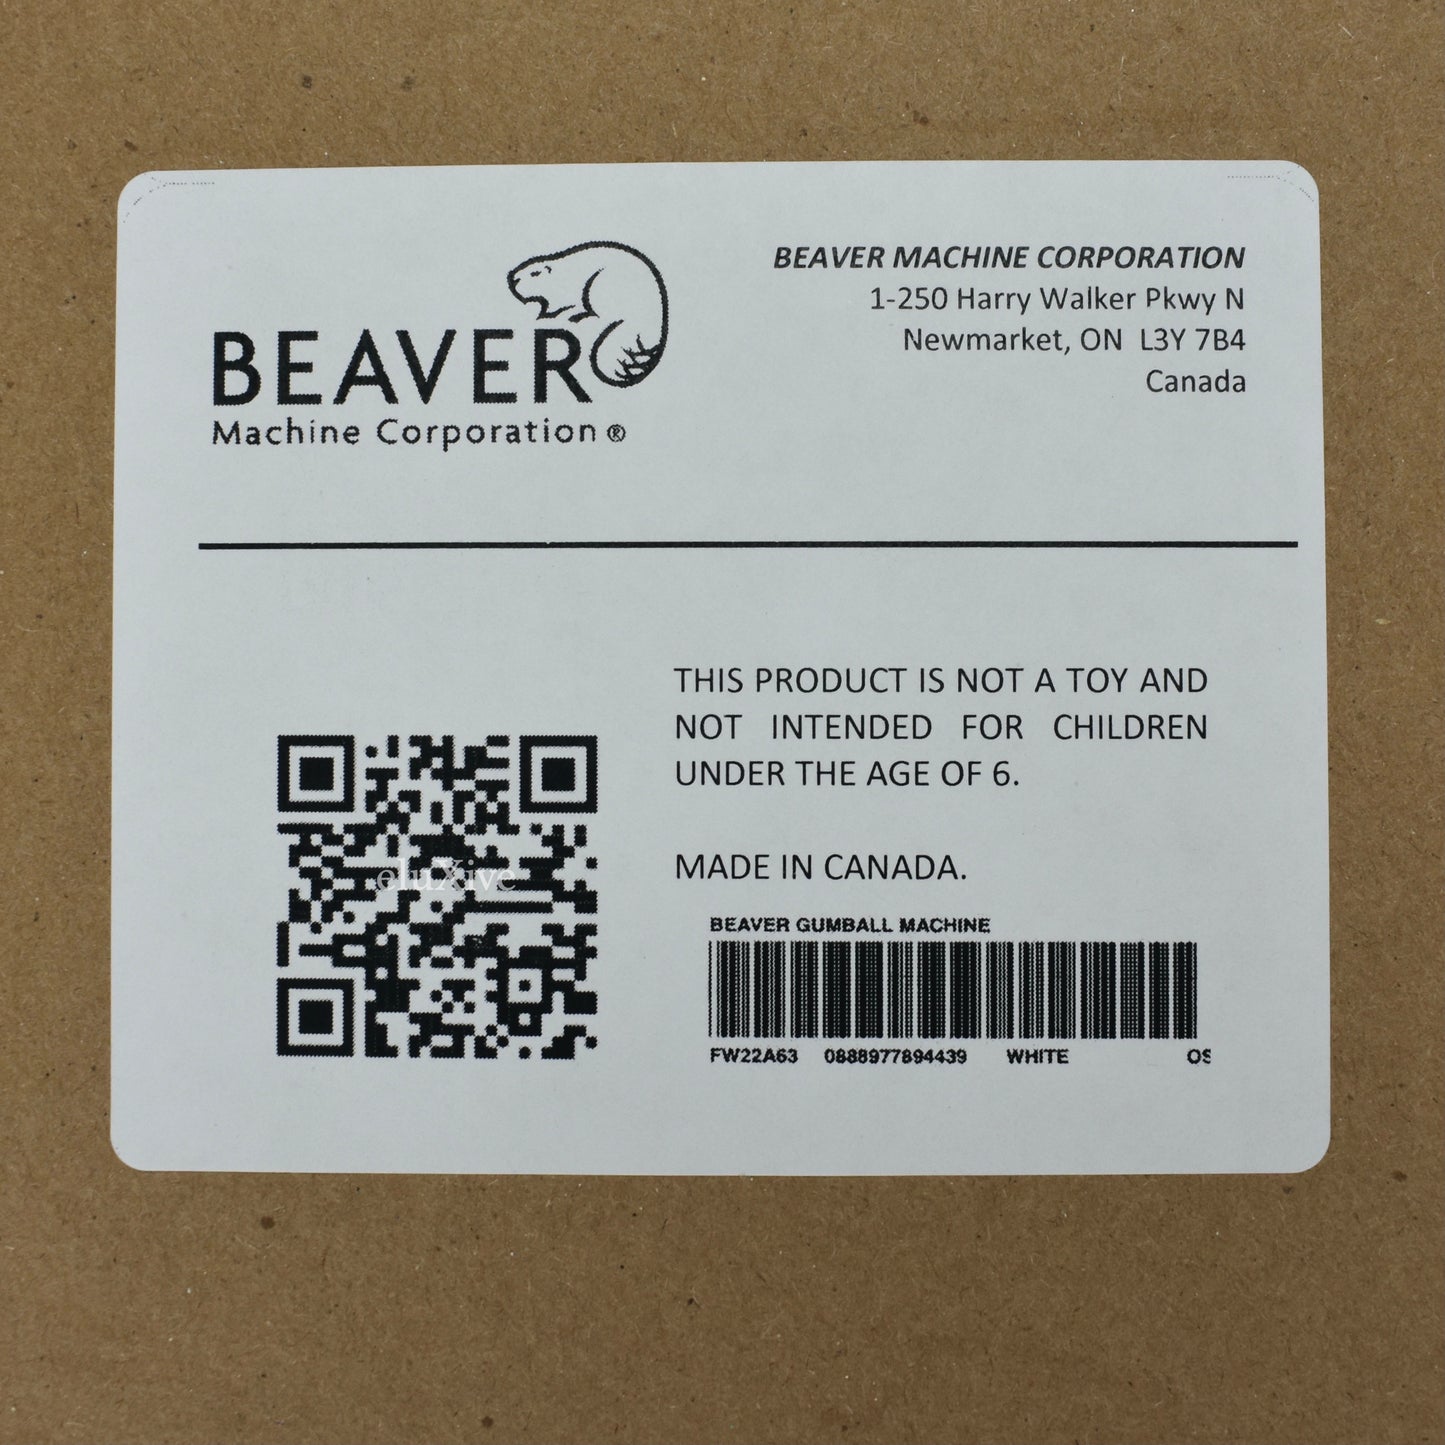 BEAVER
Machine Corporation ®
BEAVER MACHINE CORPORATION
1-250 Harry Walker Pkwy N
Newmarket, ON L3Y 7B4
Canada
THIS PRODUCT IS NOT A TOY AND
NOT INTENDED FOR CHILDREN
UNDER THE AGE OF 6.
MADE IN CANADA.
eluXive
BEAVER GUMBALL MACHINE
FW22A63 0888977894439 WHITE OS